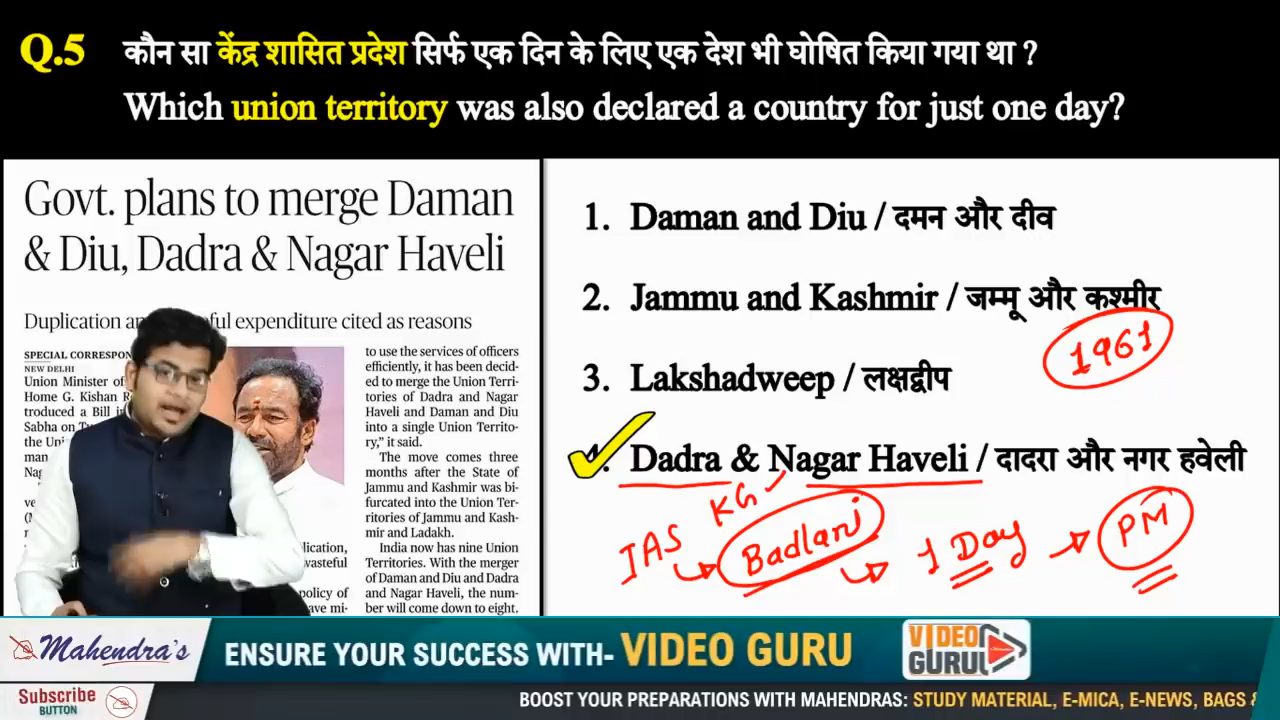 Q.5 कौन सा केंद्र शासित प्रदेश सिर्फ एक दिन के लिए एक देश भी घोषित किया गया था ?
Which union territory was also declared a country for just one day?
Govt. plans to merge Daman
& Diu, Dadra & Nagar Haveli
Duplication an ful expenditure cited as reasons
SPECIAL CORRESPON
NEW DELHI
Union Minister of
Home G. Kishan R
troduced a Bill i
Sabha on Tu
the Uni
man
Nag
ve
(M
to use the services of officers
efficiently, it has been decid-
ed to merge the Union Terri-
tories of Dadra and Nagar
Haveli and Daman and Diu
into a single Union Territo-
ry,” it said.
The move comes three
months after the State of
Jammu and Kashmir was bi-
furcated into the Union Ter-
ritories of Jammu and Kash-
mir and Ladakh.
India now has nine Union
Territories. With the merger
of Daman and Diu and Dadra
and Nagar Haveli, the num-
ber will come down to eight.
lication,
wasteful
policy of
ave mi-
1. Daman and Diu / दमन और दीव
2. Jammu and Kashmir / जम्मू और कश्मीर
1961
3. Lakshadweep / लक्षद्वीप
4. Dadra & Nagar Haveli / दादरा और नगर हवेली
KG
IAS Badlani 1 Day PM
Mahendra's
ENSURE YOUR SUCCESS WITH- VIDEO GURU
VIDEO
GURU
Subscribe
BUTTON
BOOST YOUR PREPARATIONS WITH MAHENDRAS: STUDY MATERIAL, E-MICA, E-NEWS, BAGS &